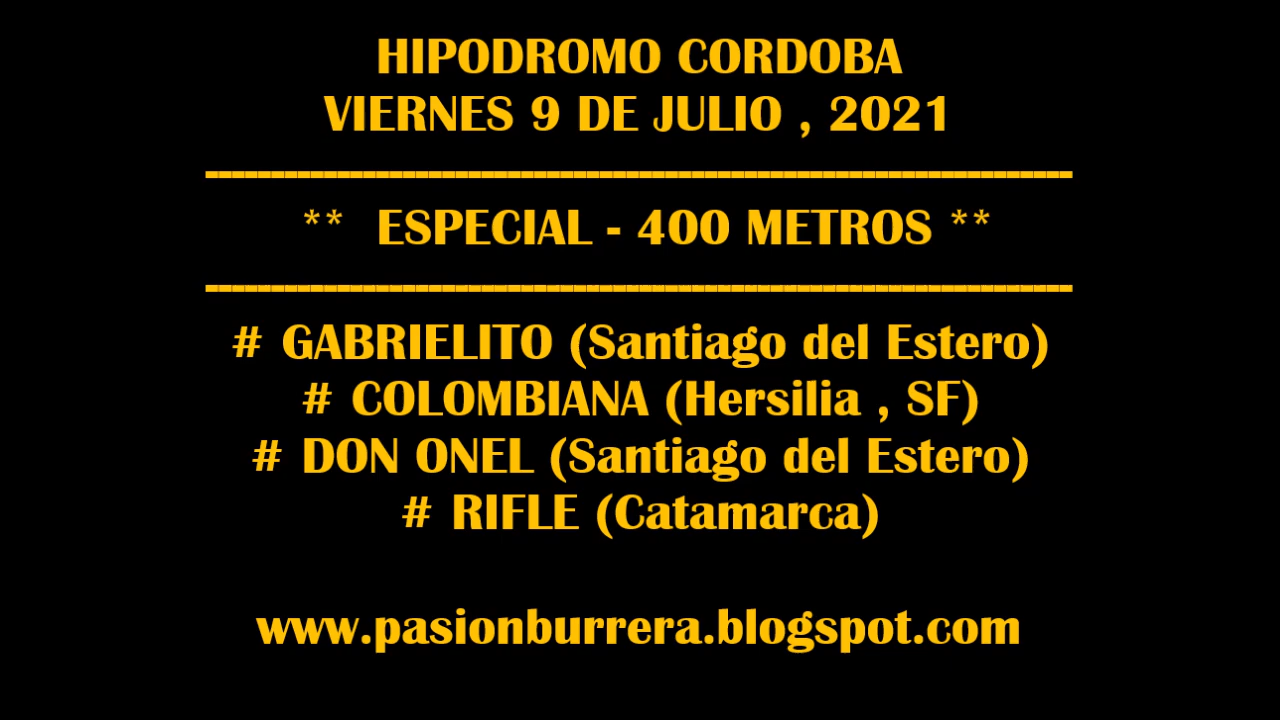 HIPODROMO CORDOBA
VIERNES 9 DE JULIO , 2021
** ESPECIAL - 400 METROS **
# GABRIELITO (Santiago del Estero)
# COLOMBIANA (Hersilia , SF)
# DON ONEL (Santiago del Estero)
# RIFLE (Catamarca)
www.pasionburrera.blogspot.com